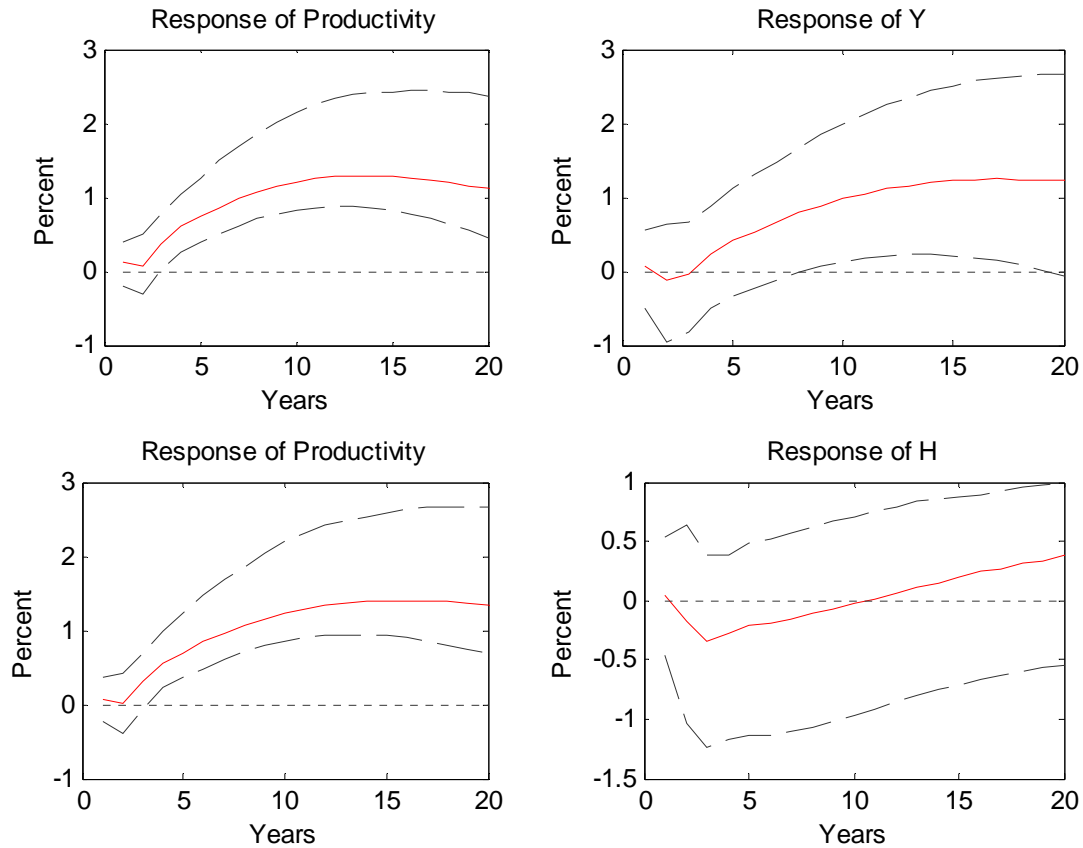 Response of Productivity
3
2
1
0
-1
Percent
0 5 10 15 20
Years
Response of Y
3
2
1
0
-1
Percent
0 5 10 15 20
Years
Response of Productivity
3
2
1
0
-1
Percent
0 5 10 15 20
Years
Response of H
1
0.5
0
-0.5
-1
-1.5
Percent
0 5 10 15 20
Years